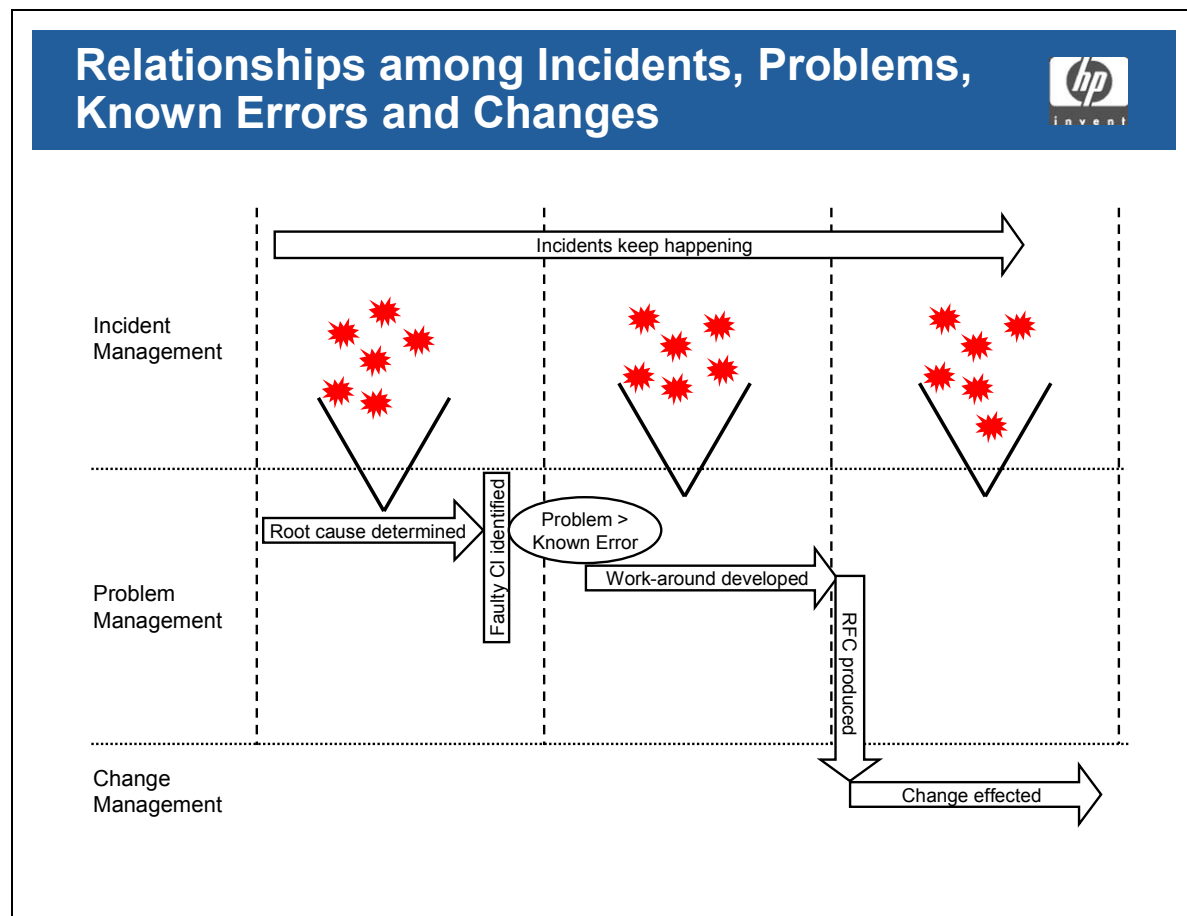 Relationships among Incidents, Problems,
Known Errors and Changes
hp
invent
Incidents keep happening
Incident
Management
Root cause determined
Faulty CI identified
Problem >
Known Error
Work-around developed
Problem
Management
RFC produced
Change
Management
Change effected